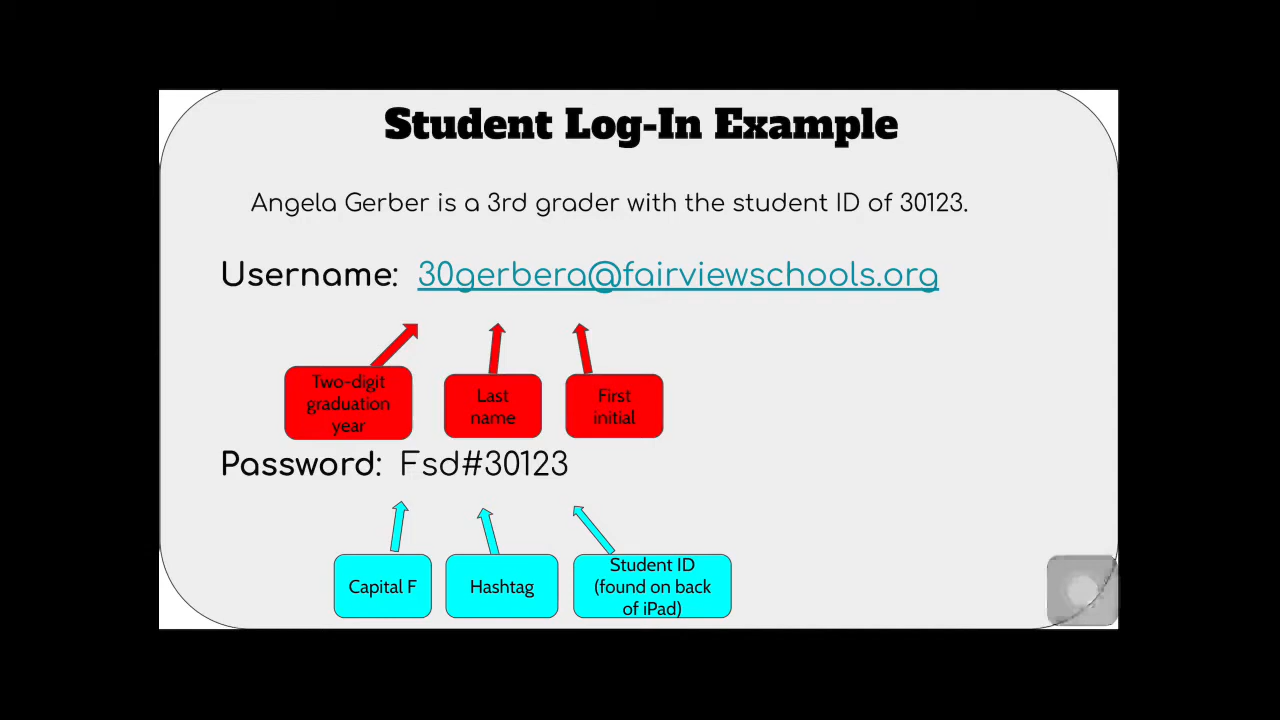 Student Log-In Example
Angela Gerber is a 3rd grader with the student ID of 30123.
Username: 30gerbera@fairviewschools.org
Two-digit
graduation
year
Last
name
First
initial
Password: Fsd#30123
Capital F
Hashtag
Student ID
(found on back
of iPad)